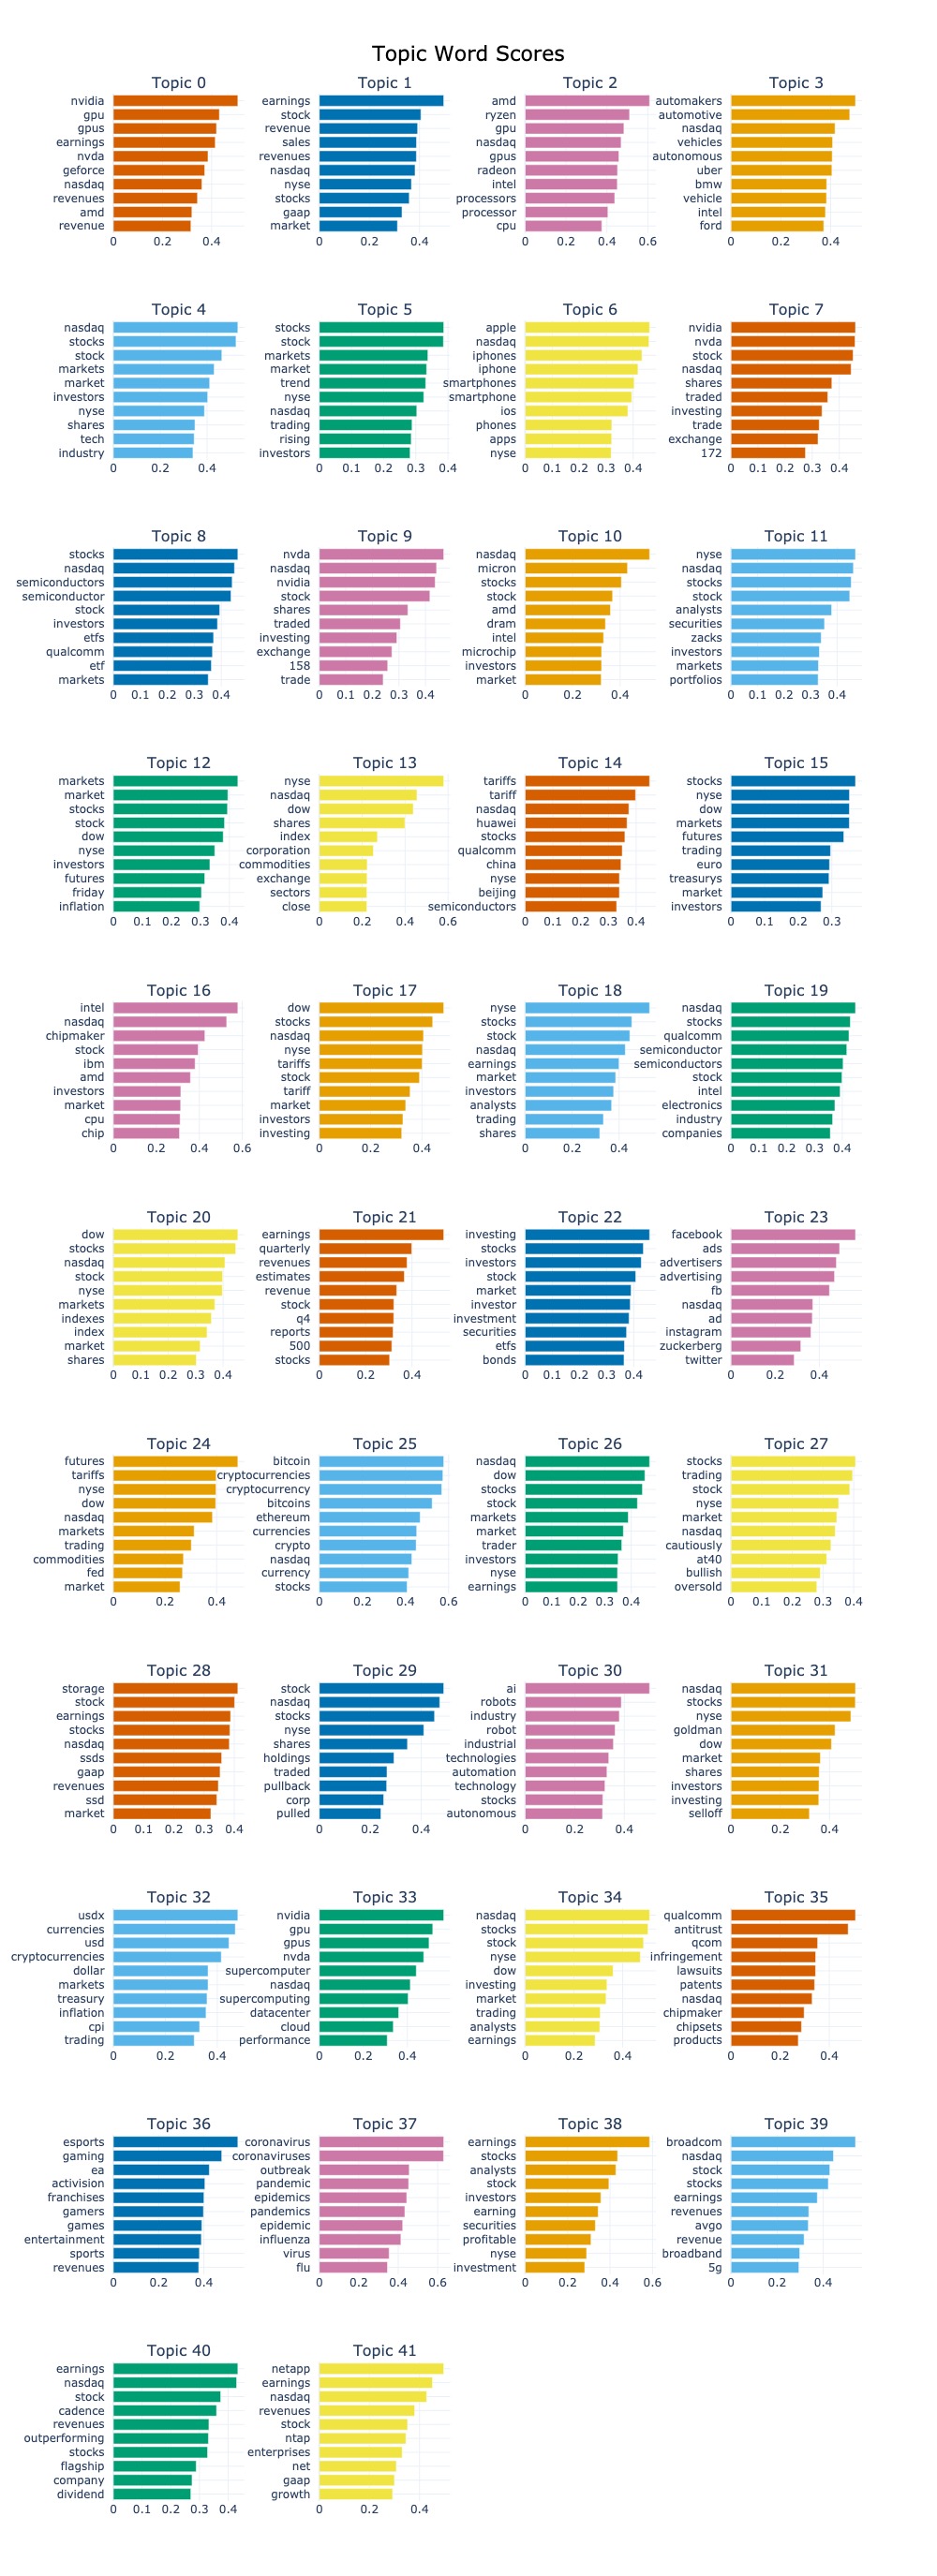 Topic Word Scores
Topic 0
nvidia
gpu
gpus
earnings
nvda
geforce
nasdaq
revenues
amd
revenue
0 0.2 0.4
Topic 1
earnings
stock
revenue
sales
revenues
nasdaq
nyse
stocks
gaap
market
0 0.2 0.4
Topic 2
amd
ryzen
gpu
nasdaq
gpus
radeon
intel
processors
processor
cpu
0 0.2 0.4 0.6
Topic 3
automakers
automotive
nasdaq
vehicles
autonomous
uber
bmw
vehicle
intel
ford
0 0.2 0.4
Topic 4
nasdaq
stocks
stock
markets
market
investors
nyse
shares
tech
industry
0 0.2 0.4
Topic 5
stocks
stock
markets
market
trend
nyse
nasdaq
trading
rising
investors
0 0.1 0.2 0.3 0.4
Topic 6
apple
nasdaq
iphones
iphone
smartphones
smartphone
ios
phones
apps
nyse
0 0.1 0.2 0.3 0.4
Topic 7
nvidia
nvda
stock
nasdaq
shares
traded
investing
trade
exchange
172
0 0.1 0.2 0.3 0.4
Topic 8
stocks
nasdaq
semiconductors
semiconductor
stock
investors
etfs
qualcomm
etf
markets
0 0.1 0.2 0.3 0.4
Topic 9
nvda
nasdaq
nvidia
stock
shares
traded
investing
exchange
158
trade
0 0.1 0.2 0.3 0.4
Topic 10
nasdaq
micron
stocks
stock
amd
dram
intel
microchip
investors
market
0 0.2 0.4
Topic 11
nyse
nasdaq
stocks
stock
analysts
securities
zacks
investors
markets
portfolios
0 0.1 0.2 0.3 0.4
Topic 12
markets
market
stocks
stock
dow
nyse
investors
futures
friday
inflation
0 0.1 0.2 0.3 0.4
Topic 13
nyse
nasdaq
dow
shares
index
corporation
commodities
exchange
sectors
close
0 0.2 0.4 0.6
Topic 14
tariffs
tariff
nasdaq
huawei
stocks
qualcomm
china
nyse
beijing
semiconductors
0 0.1 0.2 0.3 0.4
Topic 15
stocks
nyse
dow
markets
futures
trading
euro
treasurys
market
investors
0 0.1 0.2 0.3
Topic 16
intel
nasdaq
chipmaker
stock
ibm
amd
investors
market
cpu
chip
0 0.2 0.4 0.6
Topic 17
dow
stocks
nasdaq
nyse
tariffs
stock
tariff
market
investors
investing
0 0.2 0.4
Topic 18
nyse
stocks
stock
nasdaq
earnings
market
investors
analysts
trading
shares
0 0.2 0.4
Topic 19
nasdaq
stocks
qualcomm
semiconductor
semiconductors
stock
intel
electronics
industry
companies
0 0.1 0.2 0.3 0.4
Topic 20
dow
stocks
nasdaq
stock
nyse
markets
indexes
index
market
shares
0 0.1 0.2 0.3 0.4
Topic 21
earnings
quarterly
revenues
estimates
revenue
stock
q4
reports
500
stocks
0 0.2 0.4
Topic 22
investing
stocks
investors
stock
market
investor
investment
securities
etfs
bonds
0 0.1 0.2 0.3 0.4
Topic 23
facebook
ads
advertisers
advertising
fb
nasdaq
ad
instagram
zuckerberg
twitter
0 0.2 0.4
Topic 24
futures
tariffs
nyse
dow
nasdaq
markets
trading
commodities
fed
market
0 0.2 0.4
Topic 25
bitcoin
cryptocurrencies
cryptocurrency
bitcoins
ethereum
currencies
crypto
nasdaq
currency
stocks
0 0.2 0.4 0.6
Topic 26
nasdaq
dow
stocks
stock
markets
market
trader
investors
nyse
earnings
0 0.1 0.2 0.3 0.4
Topic 27
stocks
trading
stock
nyse
market
nasdaq
cautiously
at40
bullish
oversold
0 0.1 0.2 0.3 0.4
Topic 28
storage
stock
earnings
stocks
nasdaq
ssds
gaap
revenues
ssd
market
0 0.1 0.2 0.3 0.4
Topic 29
stock
nasdaq
stocks
nyse
shares
holdings
traded
pullback
corp
pulled
0 0.2 0.4
Topic 30
ai
robots
industry
robot
industrial
technologies
automation
technology
stocks
autonomous
0 0.2 0.4
Topic 31
nasdaq
stocks
nyse
goldman
dow
market
shares
investors
investing
selloff
0 0.2 0.4
Topic 32
usdx
currencies
usd
cryptocurrencies
dollar
markets
treasury
inflation
cpi
trading
0 0.2 0.4
Topic 33
nvidia
gpu
gpus
nvda
supercomputer
nasdaq
supercomputing
datacenter
cloud
performance
0 0.2 0.4
Topic 34
nasdaq
stocks
stock
nyse
dow
investing
market
trading
analysts
earnings
0 0.2 0.4
Topic 35
qualcomm
antitrust
qcom
infringement
lawsuits
patents
nasdaq
chipmaker
chipsets
products
0 0.2 0.4
Topic 36
esports
gaming
ea
activision
franchises
gamers
games
entertainment
sports
revenues
0 0.2 0.4
Topic 37
coronavirus
coronaviruses
outbreak
pandemic
epidemics
pandemics
epidemic
influenza
virus
flu
0 0.2 0.4 0.6
Topic 38
earnings
stocks
analysts
stock
investors
earning
securities
profitable
nyse
investment
0 0.2 0.4 0.6
Topic 39
broadcom
nasdaq
stock
stocks
earnings
revenues
avgo
revenue
broadband
5g
0 0.2 0.4
Topic 40
earnings
nasdaq
stock
cadence
revenues
outperforming
stocks
flagship
company
dividend
0 0.1 0.2 0.3 0.4
Topic 41
netapp
earnings
nasdaq
revenues
stock
ntap
enterprises
net
gaap
growth
0 0.2 0.4